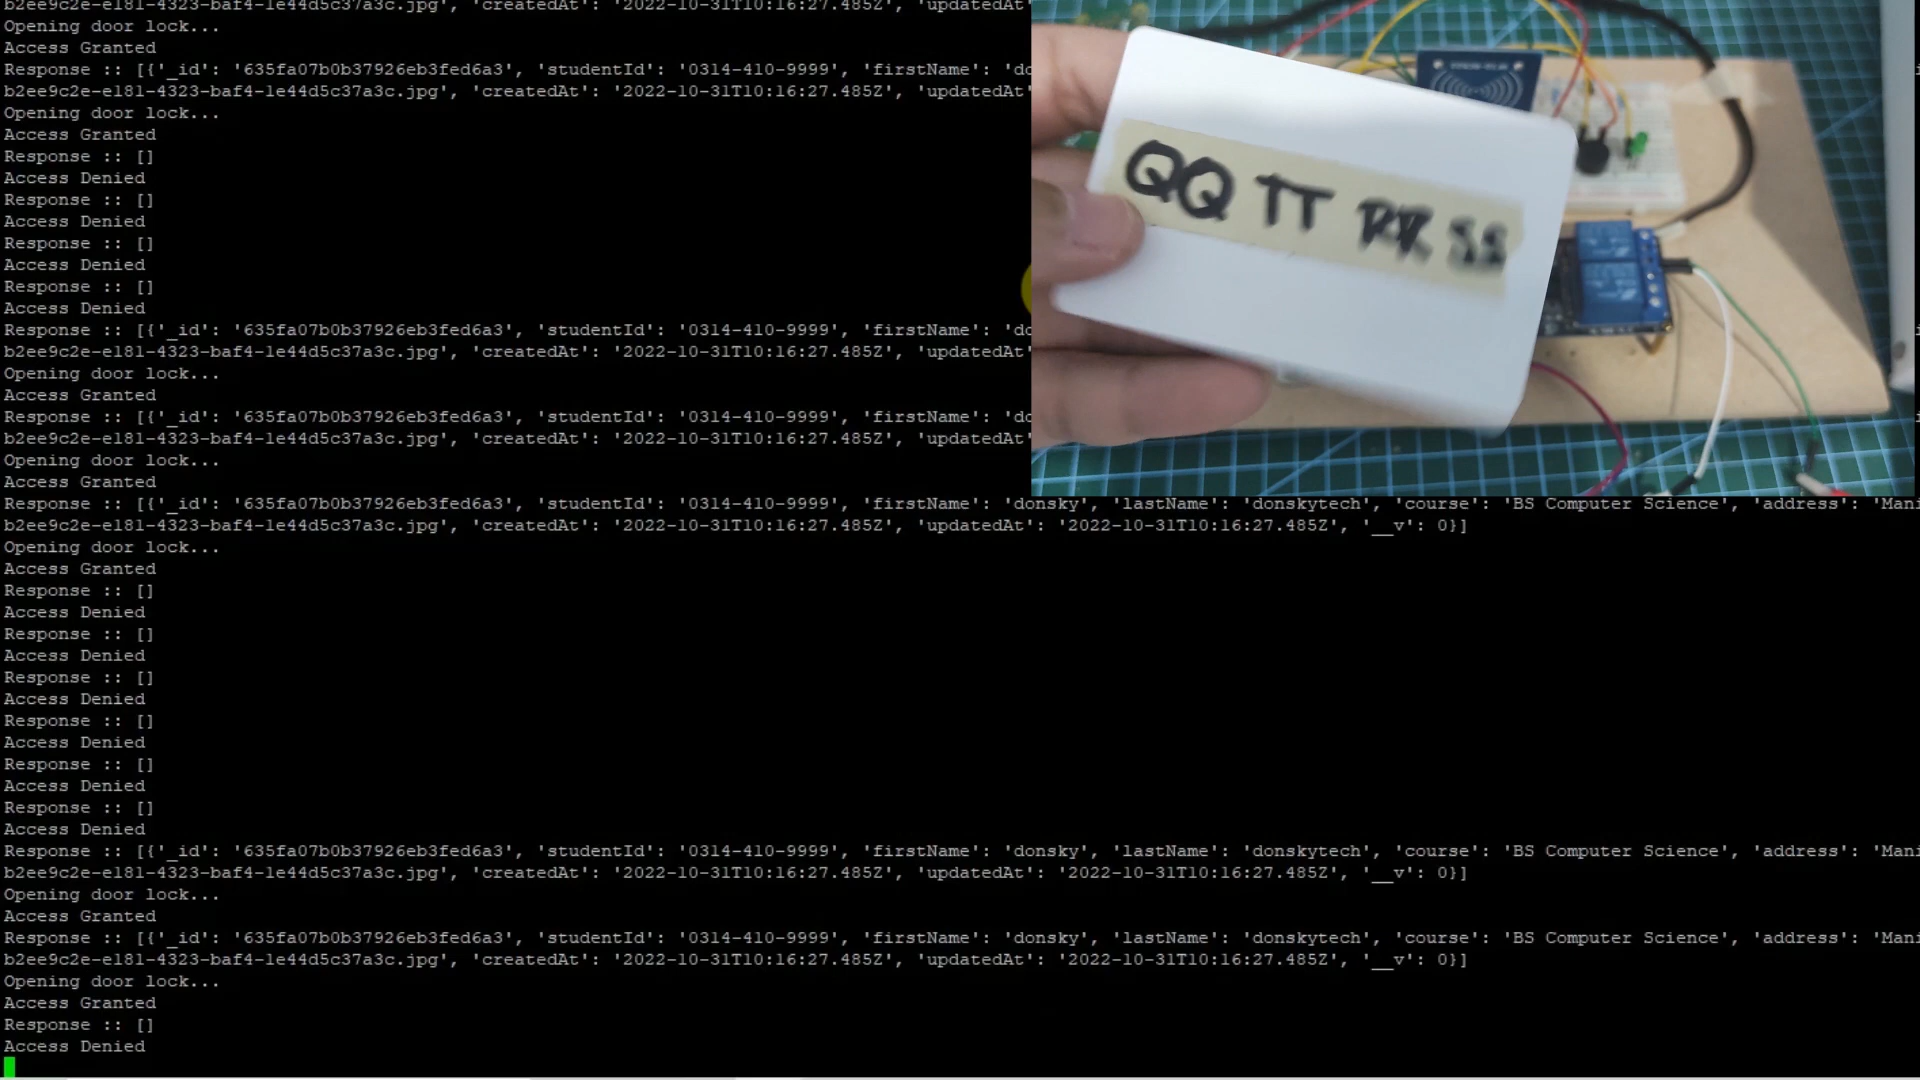 b2ee9c2e-e181-4323-baf4-1e44d5c37a3c.jpg', 'createdAt': '2022-10-31T10:16:27.485Z', 'updatedAt'
Opening door lock...
Access Granted
Response :: [{'_id': '635fa07b0b37926eb3fed6a3', 'studentId': '0314-410-9999', 'firstName': 'do
b2ee9c2e-e181-4323-baf4-1e44d5c37a3c.jpg', 'createdAt': '2022-10-31T10:16:27.485Z', 'updatedAt'
Opening door lock...
Access Granted
Response :: []
Access Denied
Response :: []
Access Denied
Response :: []
Access Denied
Response :: []
Access Denied
Response :: [{'_id': '635fa07b0b37926eb3fed6a3', 'studentId': '0314-410-9999', 'firstName': 'do
b2ee9c2e-e181-4323-baf4-1e44d5c37a3c.jpg', 'createdAt': '2022-10-31T10:16:27.485Z', 'updatedAt'
Opening door lock...
Access Granted
Response :: [{'_id': '635fa07b0b37926eb3fed6a3', 'studentId': '0314-410-9999', 'firstName': 'do
b2ee9c2e-e181-4323-baf4-1e44d5c37a3c.jpg', 'createdAt': '2022-10-31T10:16:27.485Z', 'updatedAt'
Opening door lock...
Access Granted
Response :: [{'_id': '635fa07b0b37926eb3fed6a3', 'studentId': '0314-410-9999', 'firstName': 'donsky', 'lastName': 'donskytech', 'course': 'BS Computer Science', 'address': 'Mani
b2ee9c2e-e181-4323-baf4-1e44d5c37a3c.jpg', 'createdAt': '2022-10-31T10:16:27.485Z', 'updatedAt': '2022-10-31T10:16:27.485Z', '__v': 0}]
Opening door lock...
Access Granted
Response :: []
Access Denied
Response :: []
Access Denied
Response :: []
Access Denied
Response :: []
Access Denied
Response :: []
Access Denied
Response :: []
Access Denied
Response :: [{'_id': '635fa07b0b37926eb3fed6a3', 'studentId': '0314-410-9999', 'firstName': 'donsky', 'lastName': 'donskytech', 'course': 'BS Computer Science', 'address': 'Mani
b2ee9c2e-e181-4323-baf4-1e44d5c37a3c.jpg', 'createdAt': '2022-10-31T10:16:27.485Z', 'updatedAt': '2022-10-31T10:16:27.485Z', '__v': 0}]
Opening door lock...
Access Granted
Response :: [{'_id': '635fa07b0b37926eb3fed6a3', 'studentId': '0314-410-9999', 'firstName': 'donsky', 'lastName': 'donskytech', 'course': 'BS Computer Science', 'address': 'Mani
b2ee9c2e-e181-4323-baf4-1e44d5c37a3c.jpg', 'createdAt': '2022-10-31T10:16:27.485Z', 'updatedAt': '2022-10-31T10:16:27.485Z', '__v': 0}]
Opening door lock...
Access Granted
Response :: []
Access Denied
QQ TT RR SS